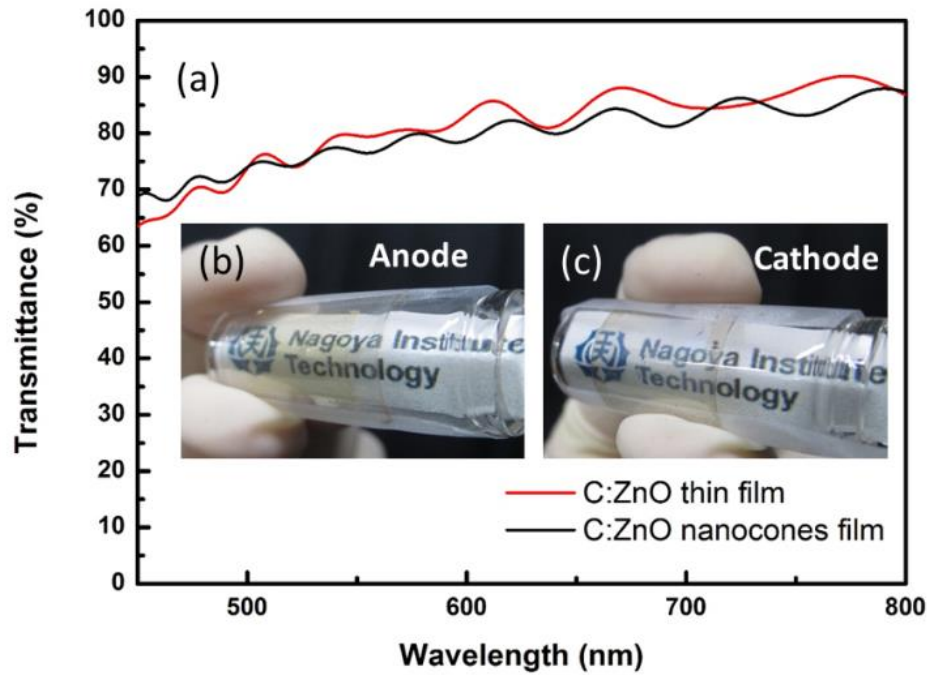 100
90
80
70
60
50
40
30
20
10
0
Transmittance (%)
(a)
(b)
Anode
Nagoya Institute
Technology
(c)
Cathode
Nagoya Institute
Technology
C:ZnO thin film
C:ZnO nanocones film
500
600
700
800
Wavelength (nm)